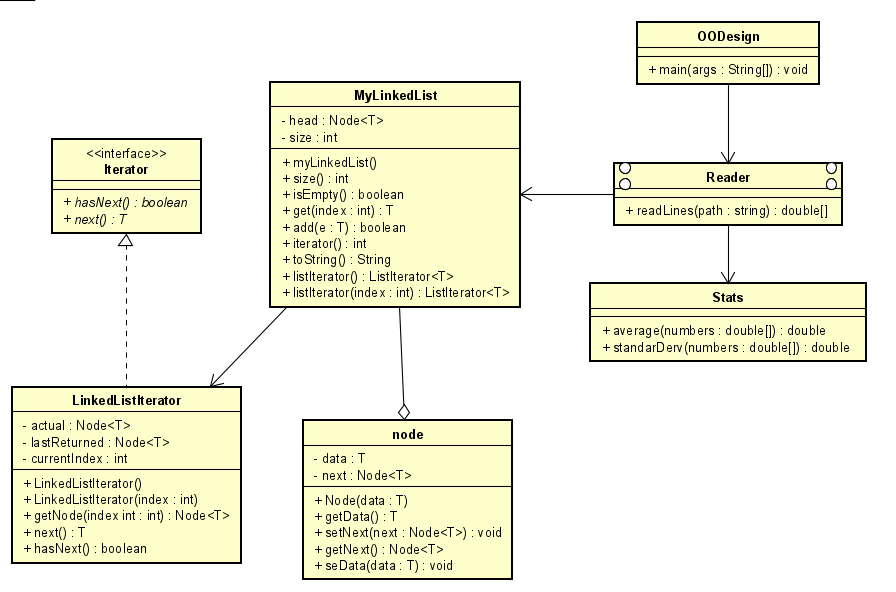 OODesign
+ main(args : String[]) : void
MyLinkedList
- head : Node<T>
- size : int
+ myLinkedList()
+ size() : int
+ isEmpty() : boolean
+ get(index : int) : T
+ add(e : T) : boolean
+ iterator() : int
+ toString() : String
+ listIterator() : ListIterator<T>
+ listIterator(index : int) : ListIterator<T>
<<interface>>
Iterator
+ hasNext() : boolean
+ next() : T
Reader
+ readLines(path : string) : double[]
Stats
+ average(numbers : double[]) : double
+ standarDerv(numbers : double[]) : double
LinkedListIterator
- actual : Node<T>
- lastReturned : Node<T>
- currentIndex : int
+ LinkedListIterator()
+ LinkedListIterator(index : int)
+ getNode(index int : int) : Node<T>
+ next() : T
+ hasNext() : boolean
node
- data : T
- next : Node<T>
+ Node(data : T)
+ getData() : T
+ setNext(next : Node<T>) : void
+ getNext() : Node<T>
+ seData(data : T) : void